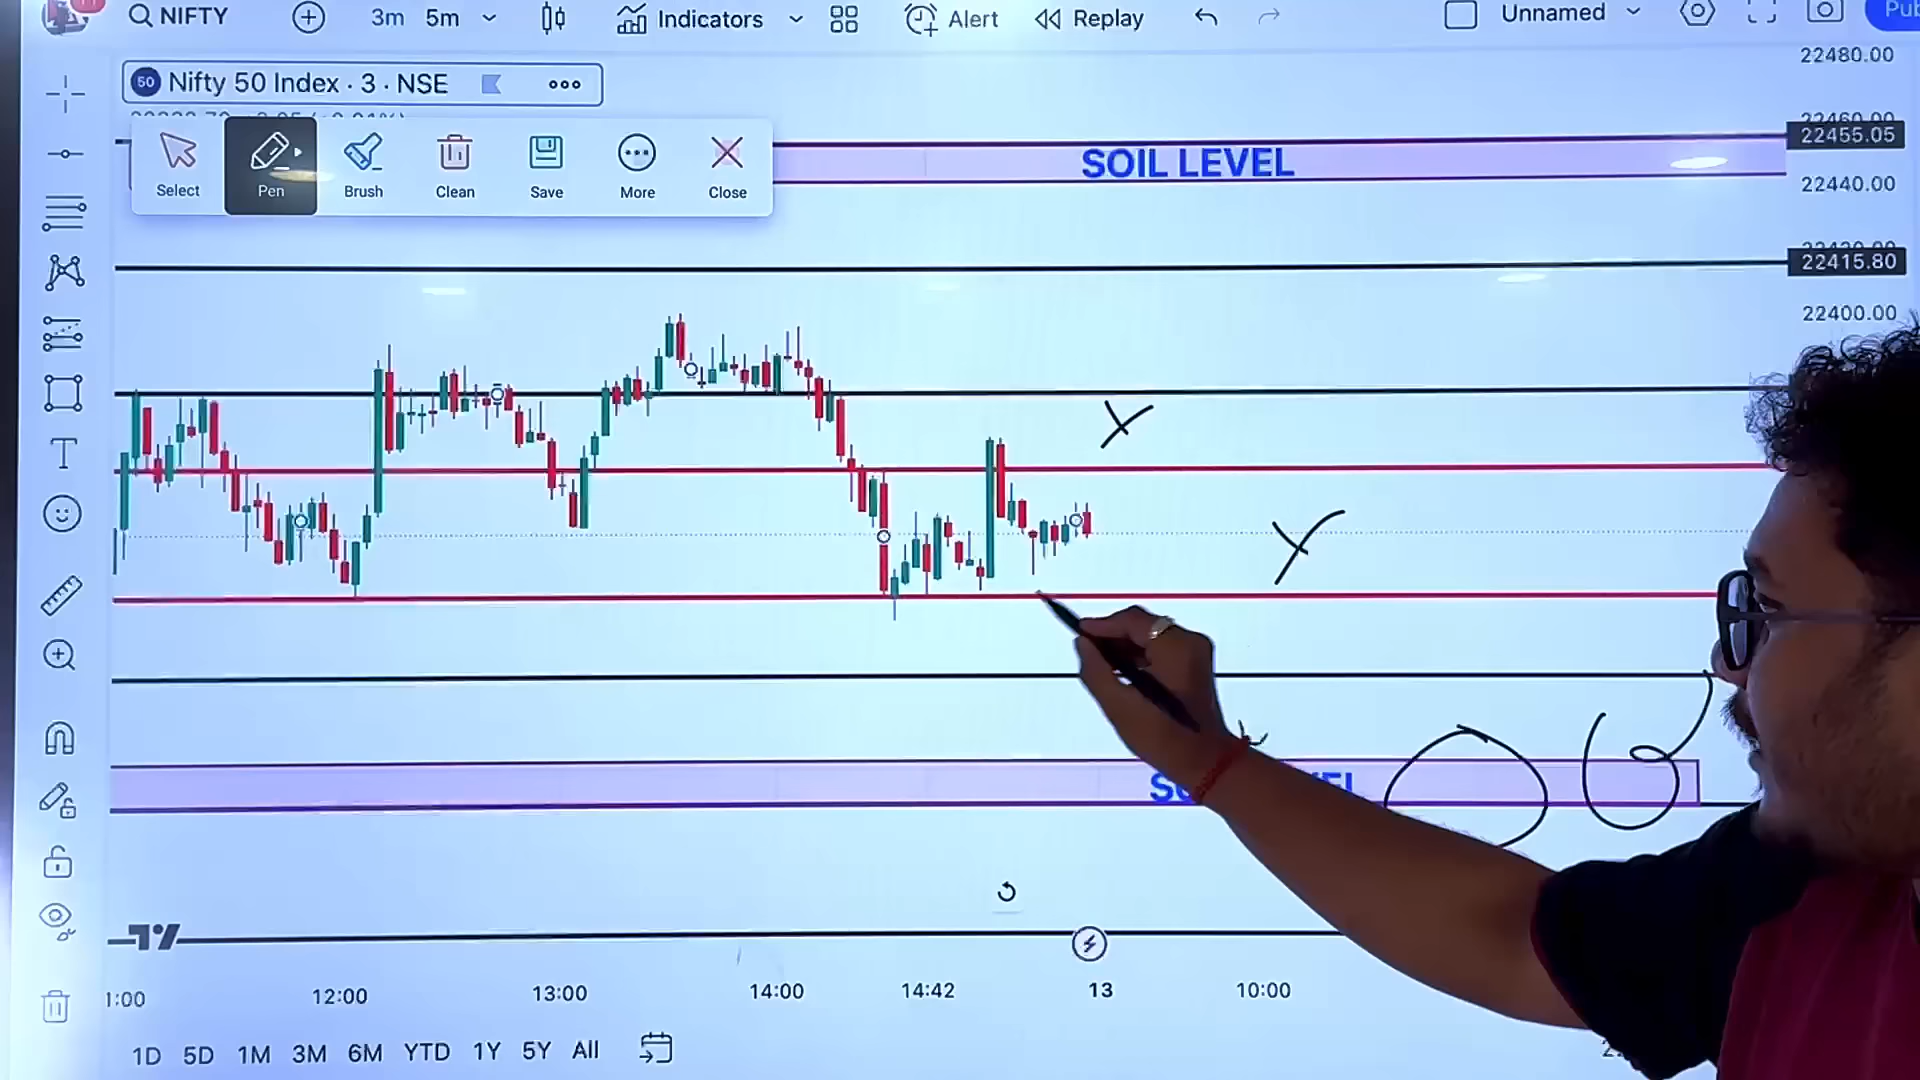 NIFTY
3m 5m
Indicators
Alert
Replay
Unnamed
Pub
22480.00
50 Nifty 50 Index · 3 · NSE
22455.05
SOIL LEVEL
22440.00
Select
Pen
Brush
Clean
Save
More
Close
22415.80
22400.00
T
1:00 12:00 13:00 14:00 14:42 13 10:00
1D 5D 1M 3M 6M YTD 1Y 5Y All